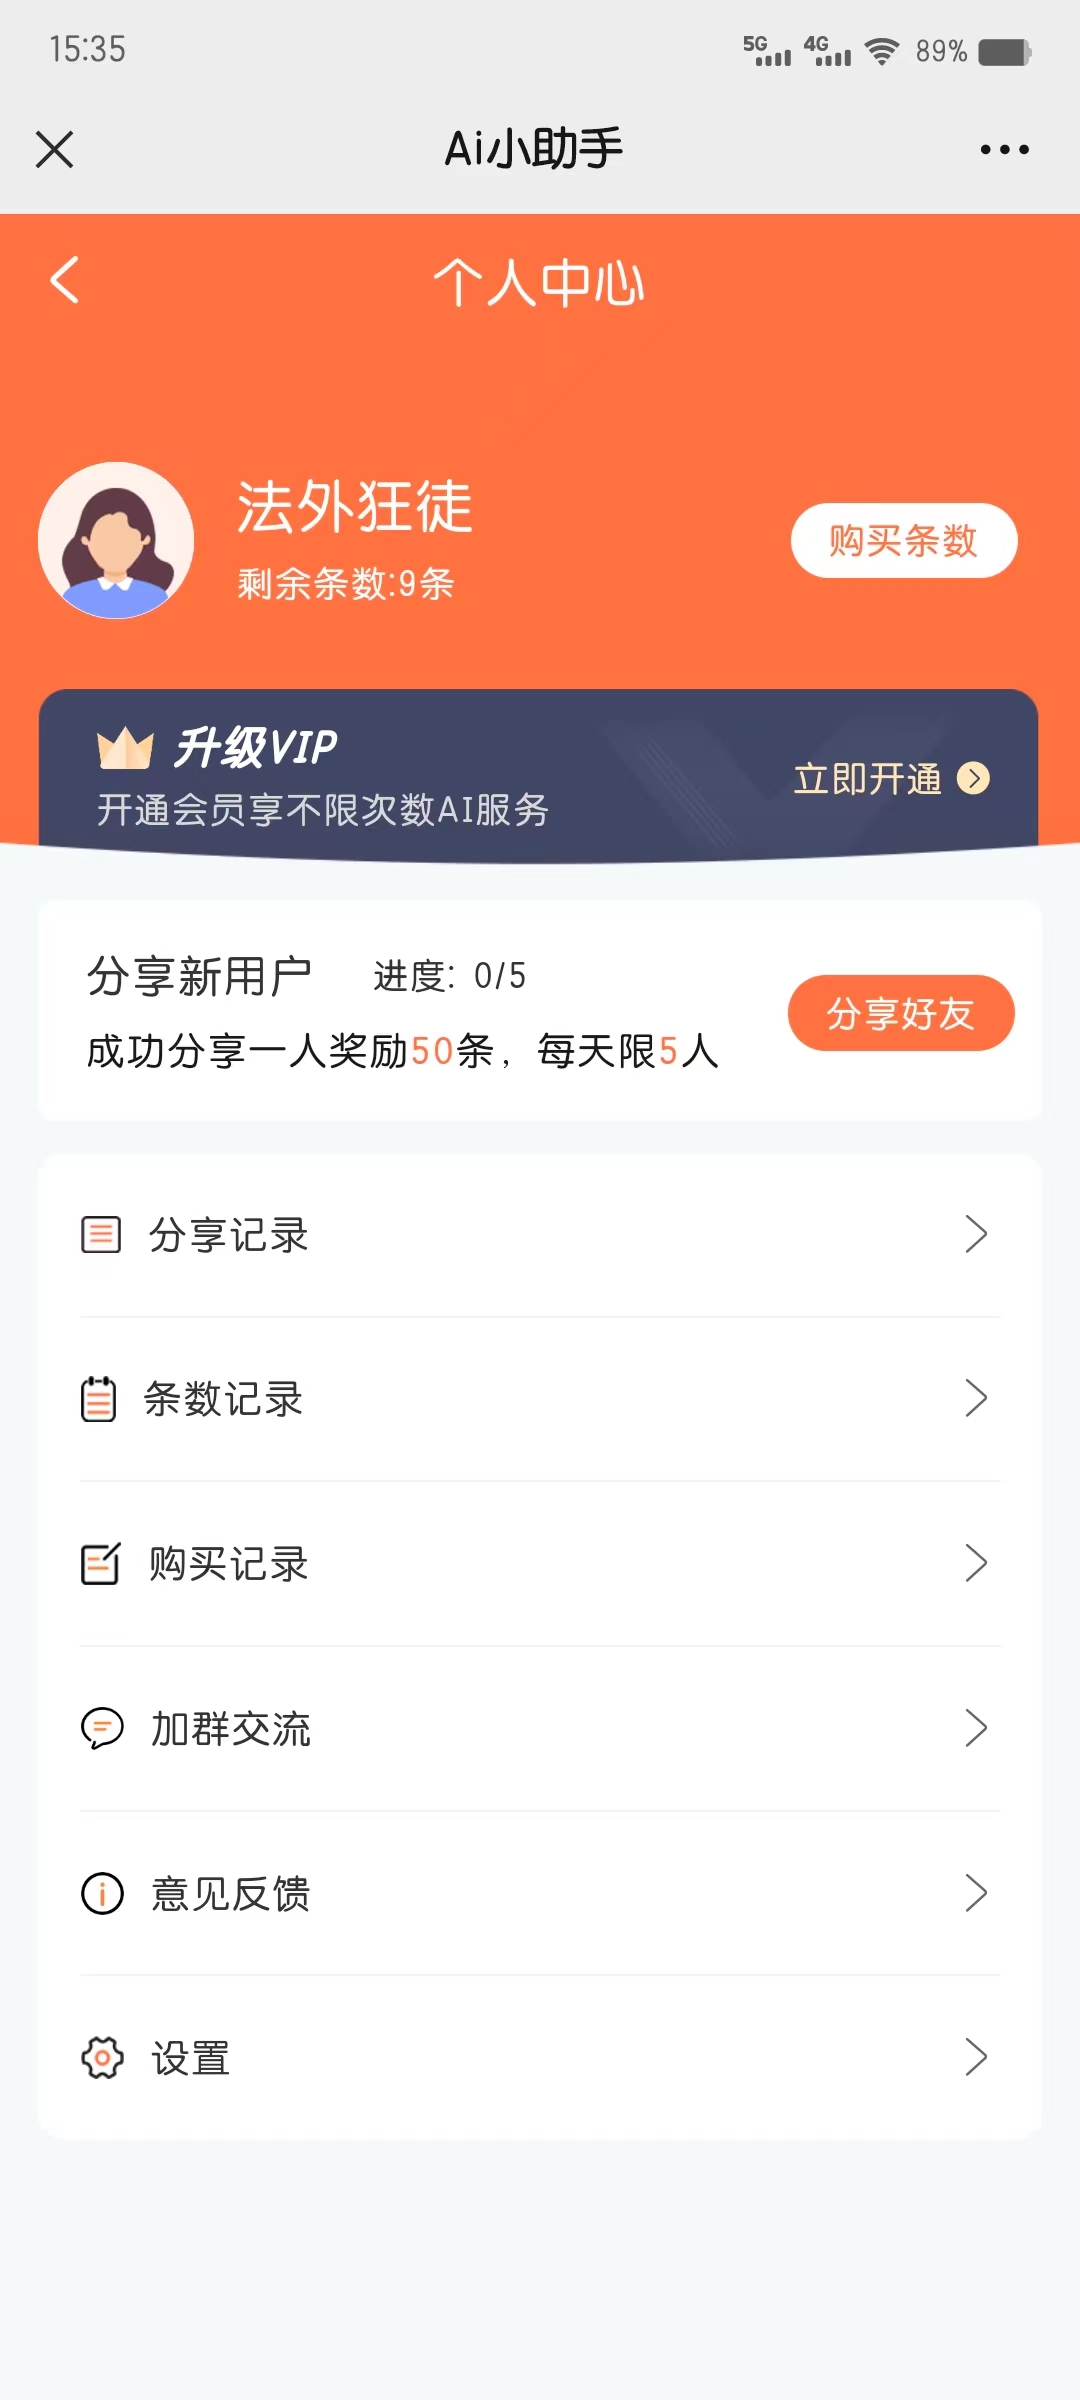 15:35
5G 4G 89%
Ai小助手
个人中心
法外狂徒
剩余条数:9条
购买条数
升级VIP
开通会员享不限次数AI服务
立即开通
分享新用户 进度: 0/5
成功分享一人奖励50条，每天限5人
分享好友
分享记录
条数记录
购买记录
加群交流
意见反馈
设置